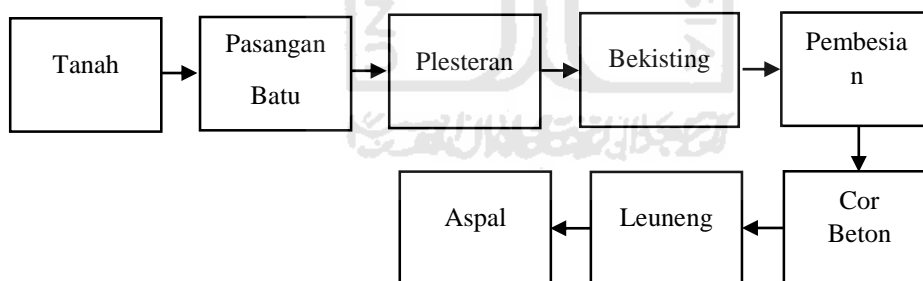 Tanah
Pasangan
Batu
Plesteran
Bekisting
Pembesia
n
Cor
Beton
Leuneng
Aspal